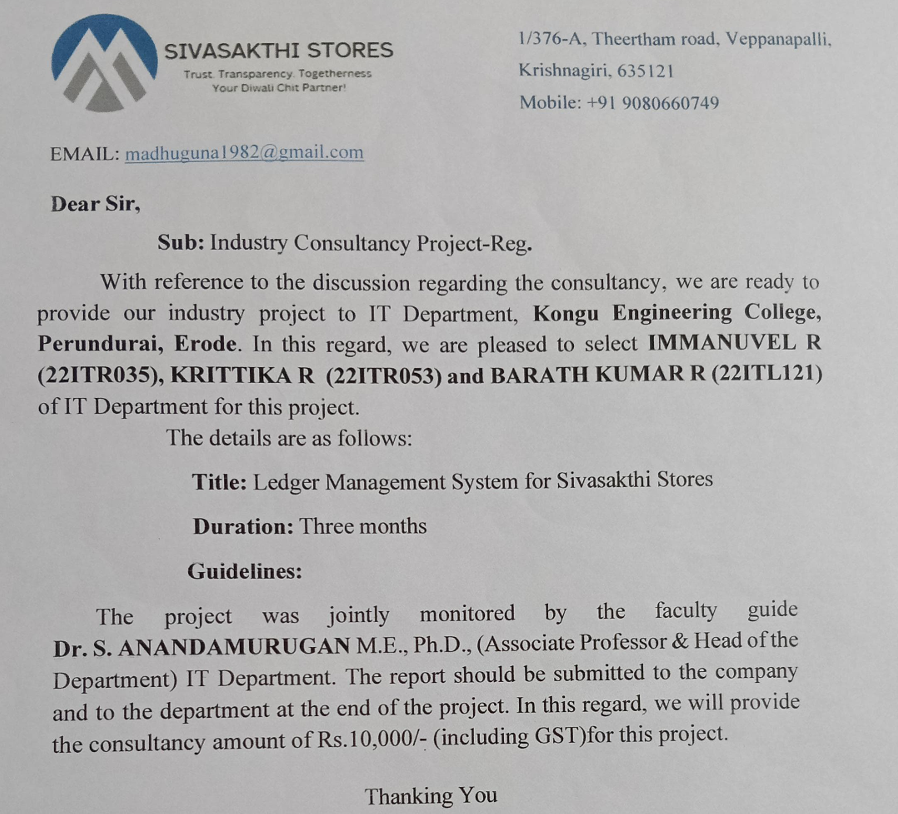 SIVASAKTHI STORES
Trust. Transparency. Togetherness
Your Diwali Chit Partner!
1/376-A, Theertham road, Veppanapalli,
Krishnagiri, 635121
Mobile: +91 9080660749
EMAIL: madhuguna1982@gmail.com
Dear Sir,
Sub: Industry Consultancy Project-Reg.
With reference to the discussion regarding the consultancy, we are ready to
provide our industry project to IT Department, Kongu Engineering College,
Perundurai, Erode. In this regard, we are pleased to select IMMANUVEL R
(22ITR035), KRITTIKA R (22ITR053) and BARATH KUMAR R (22ITL121)
of IT Department for this project.
The details are as follows:
Title: Ledger Management System for Sivasakthi Stores
Duration: Three months
Guidelines:
The project was jointly monitored by the faculty guide
Dr. S. ANANDAMURUGAN M.E., Ph.D., (Associate Professor & Head of the
Department) IT Department. The report should be submitted to the company
and to the department at the end of the project. In this regard, we will provide
the consultancy amount of Rs.10,000/- (including GST)for this project.
Thanking You